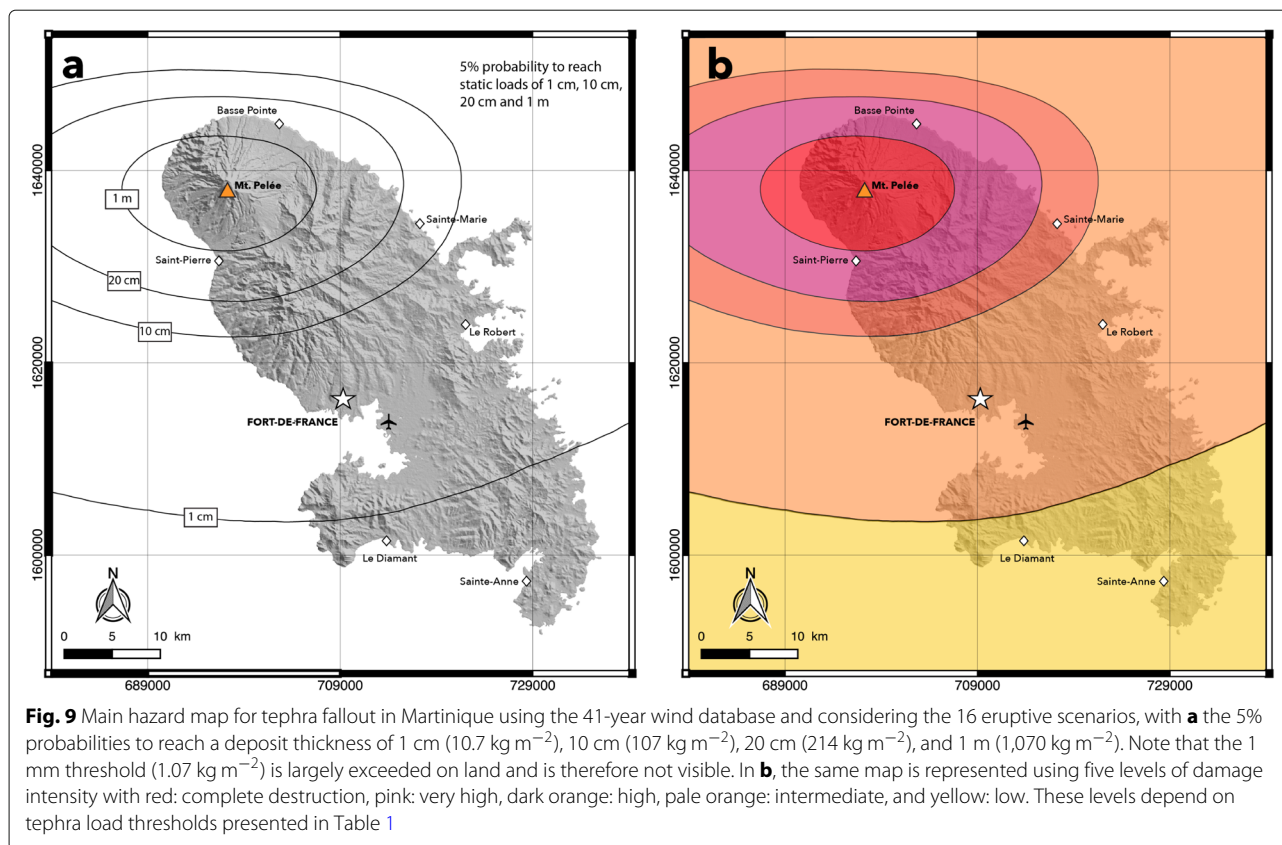 a
5% probability to reach
static loads of 1 cm, 10 cm,
20 cm and 1 m
Basse Pointe
Mt. Pelée
1 m
Sainte-Marie
Saint-Pierre
20 cm
10 cm
Le Robert
FORT-DE-FRANCE
1 cm
Le Diamant
Sainte-Anne
N
0 5 10 km
1640000
1620000
1600000
689000 709000 729000
b
Basse Pointe
Mt. Pelée
Sainte-Marie
Saint-Pierre
Le Robert
FORT-DE-FRANCE
Le Diamant
Sainte-Anne
N
0 5 10 km
1640000
1620000
1600000
689000 709000 729000
Fig. 9 Main hazard map for tephra fallout in Martinique using the 41-year wind database and considering the 16 eruptive scenarios, with a the 5%
probabilities to reach a deposit thickness of 1 cm (10.7 kg m−2), 10 cm (107 kg m−2), 20 cm (214 kg m−2), and 1 m (1,070 kg m−2). Note that the 1
mm threshold (1.07 kg m−2) is largely exceeded on land and is therefore not visible. In b, the same map is represented using five levels of damage
intensity with red: complete destruction, pink: very high, dark orange: high, pale orange: intermediate, and yellow: low. These levels depend on
tephra load thresholds presented in Table 1